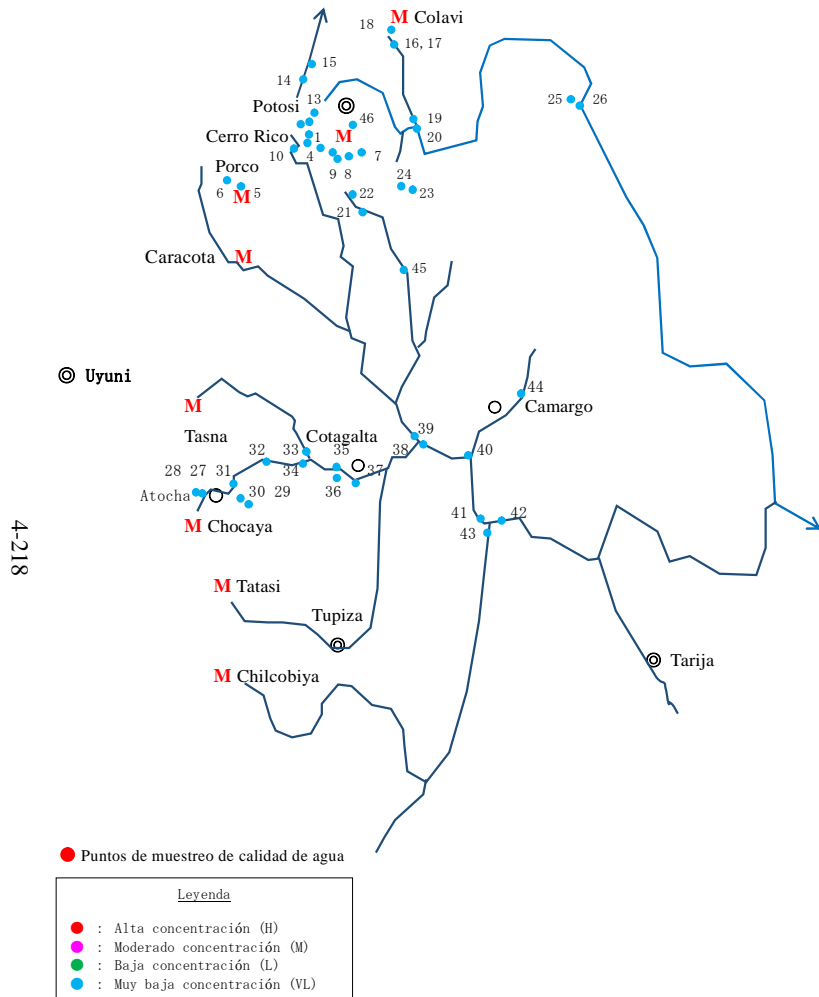 18 M Colavi
16, 17
15
14
Potosi 13
25 26
46 19
Cerro Rico 1 M 20
10 4 9 8 7
Porco
6 M 5
24 23
22
21
Caracota M
45
Uyuni
M
44
Camargo
Tasna Cotagalta 39
32 33 35 38
40
28 27 31 34 37
36
Atocha 30 29
M Chocaya
41 42
43
4-218
M Tatasi
Tupiza
Tarija
M Chilcobiya
Puntos de muestreo de calidad de agua
Leyenda
: Alta concentración (H)
: Moderado concentración (M)
: Baja concentración (L)
: Muy baja concentración (VL)